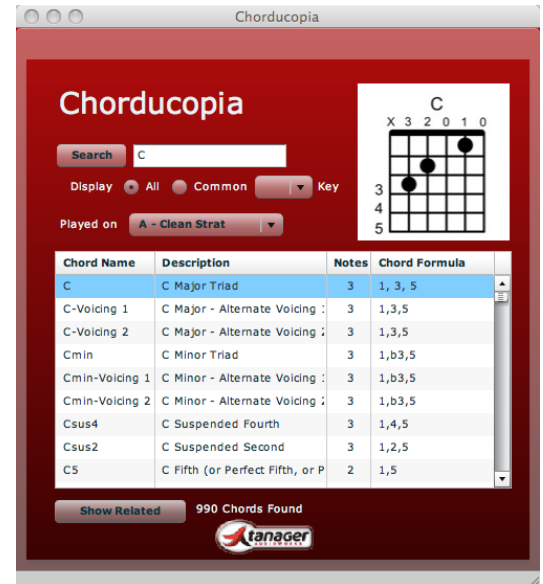 Chorducopia
Chorducopia
C
X 3 2 0 1 0
3
4
5
Search C
Display All Common Key
Played on A - Clean Strat
Chord Name Description Notes Chord Formula
C C Major Triad 3 1, 3, 5
C-Voicing 1 C Major - Alternate Voicing 3 1,3,5
C-Voicing 2 C Major - Alternate Voicing 3 1,3,5
Cmin C Minor Triad 3 1,b3,5
Cmin-Voicing 1 C Minor - Alternate Voicing 3 1,b3,5
Cmin-Voicing 2 C Minor - Alternate Voicing 3 1,b3,5
Csus4 C Suspended Fourth 3 1,4,5
Csus2 C Suspended Second 3 1,2,5
C5 C Fifth (or Perfect Fifth, or P 2 1,5
Show Related 990 Chords Found
tanager
AUDIOWORKS